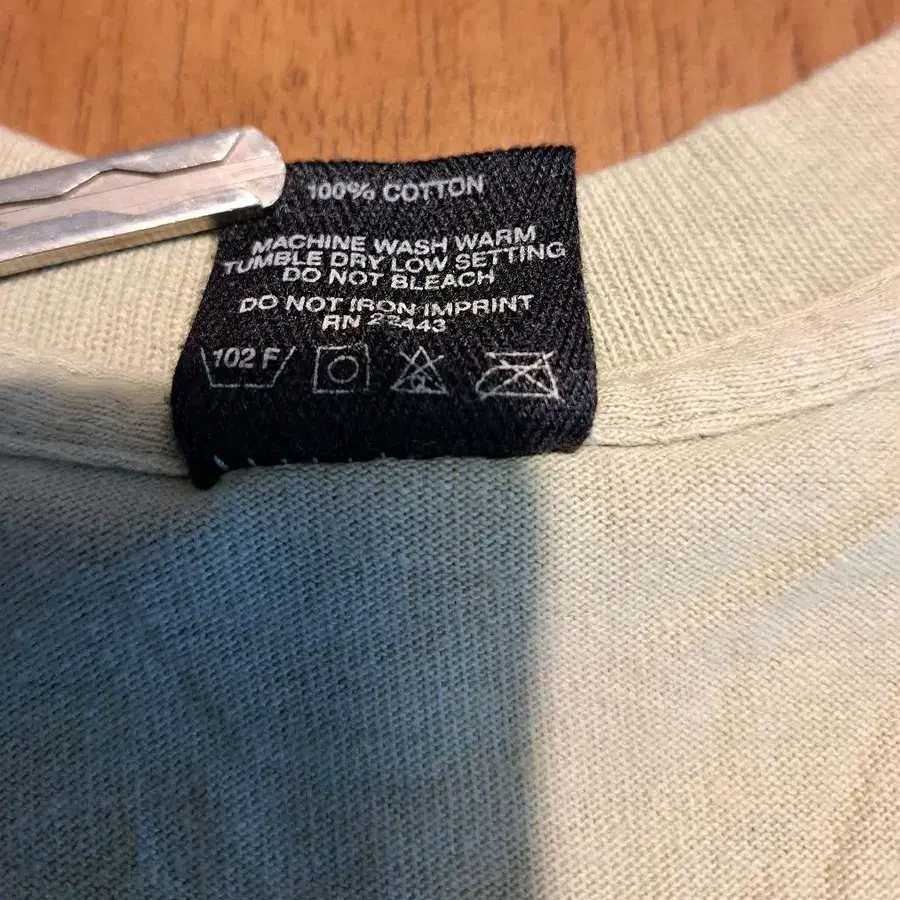 100% COTTON
MACHINE WASH WARM
TUMBLE DRY LOW SETTING
DO NOT BLEACH
DO NOT IRON IMPRINT
RN
102 F